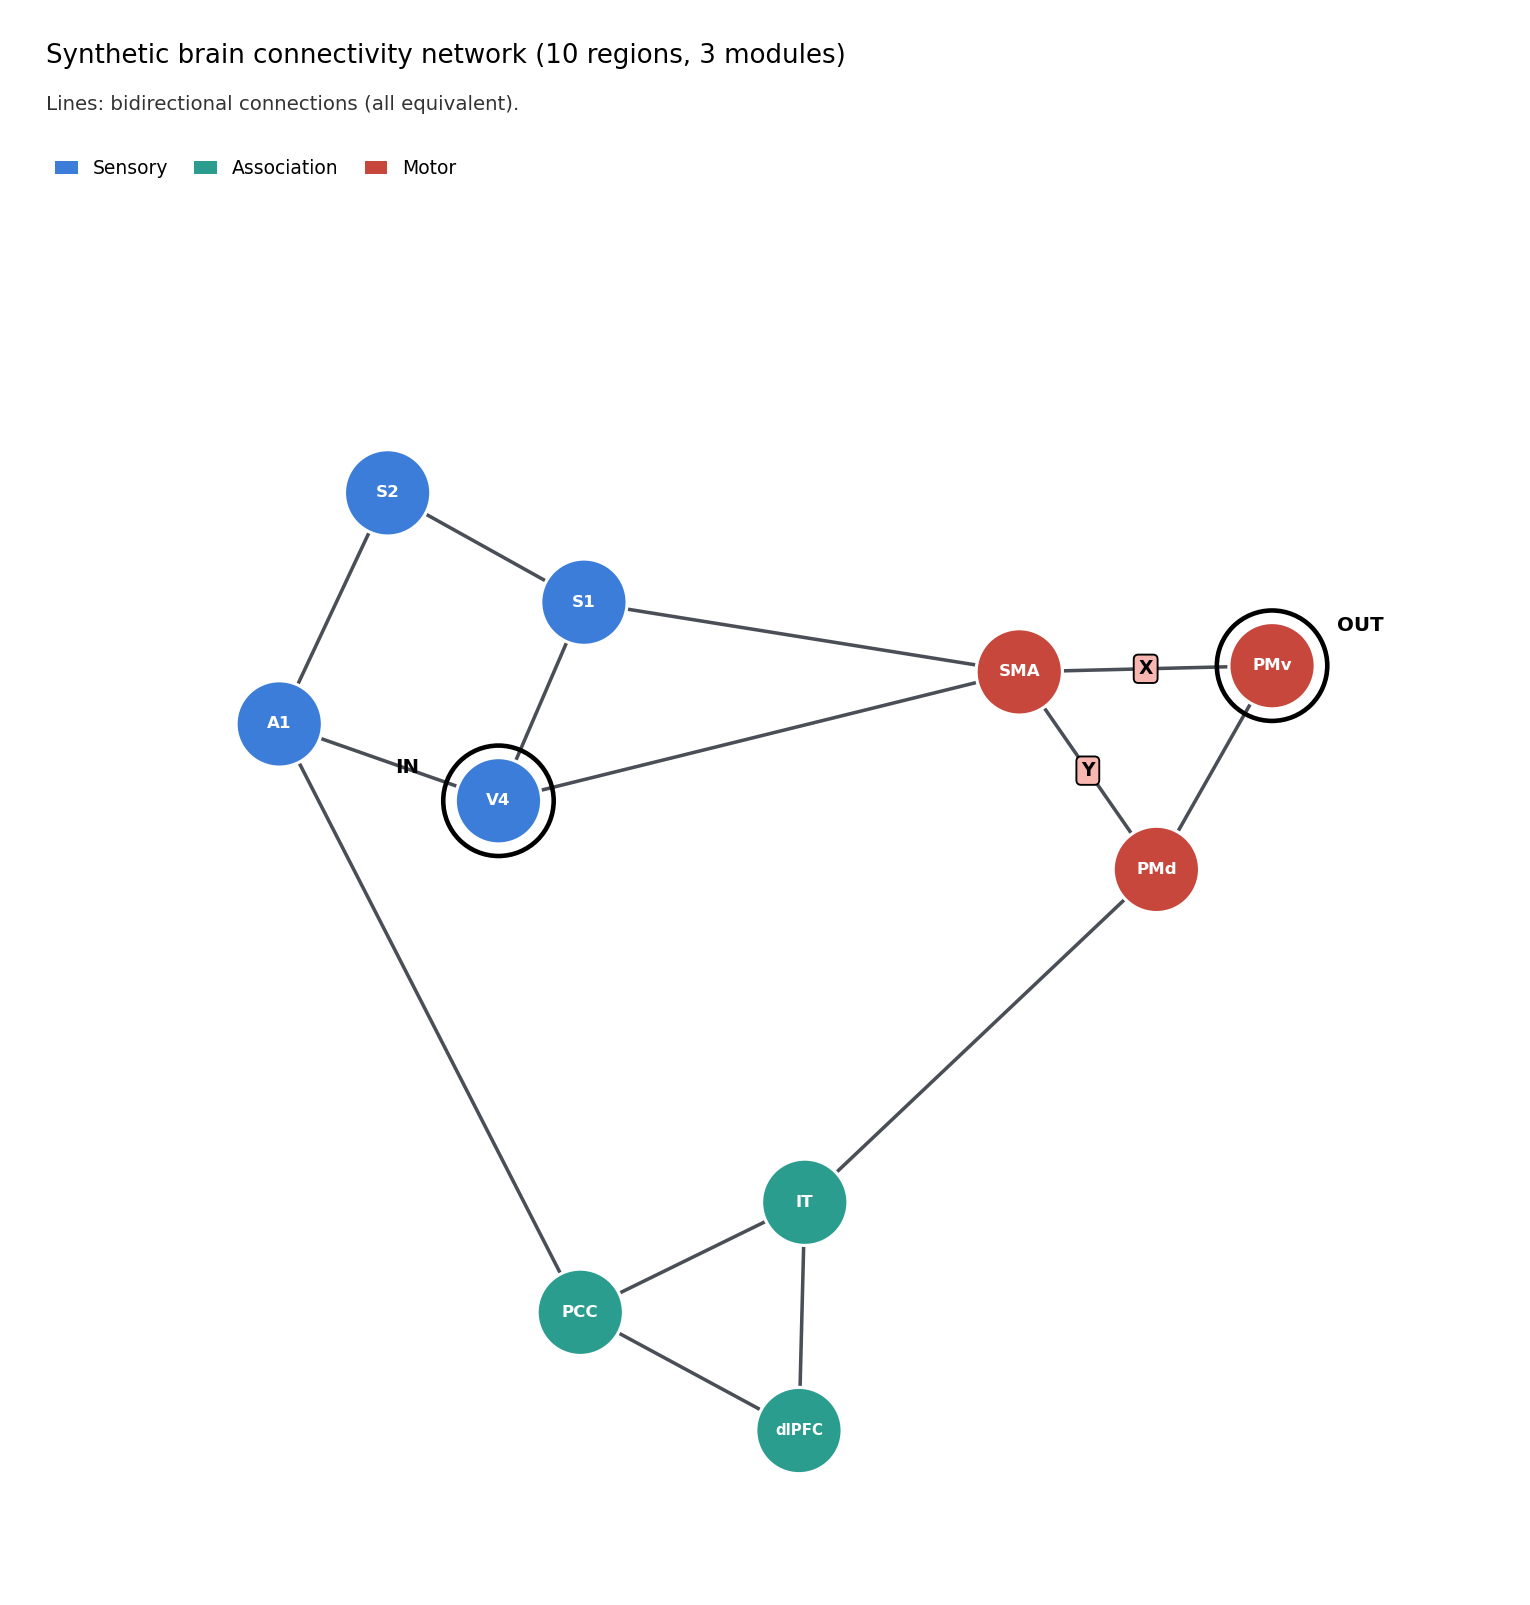 Synthetic brain connectivity network (10 regions, 3 modules)
Lines: bidirectional connections (all equivalent).
Sensory Association Motor
S2
S1
OUT
SMA
X
PMv
A1
IN
Y
V4
PMd
IT
PCC
dlPFC